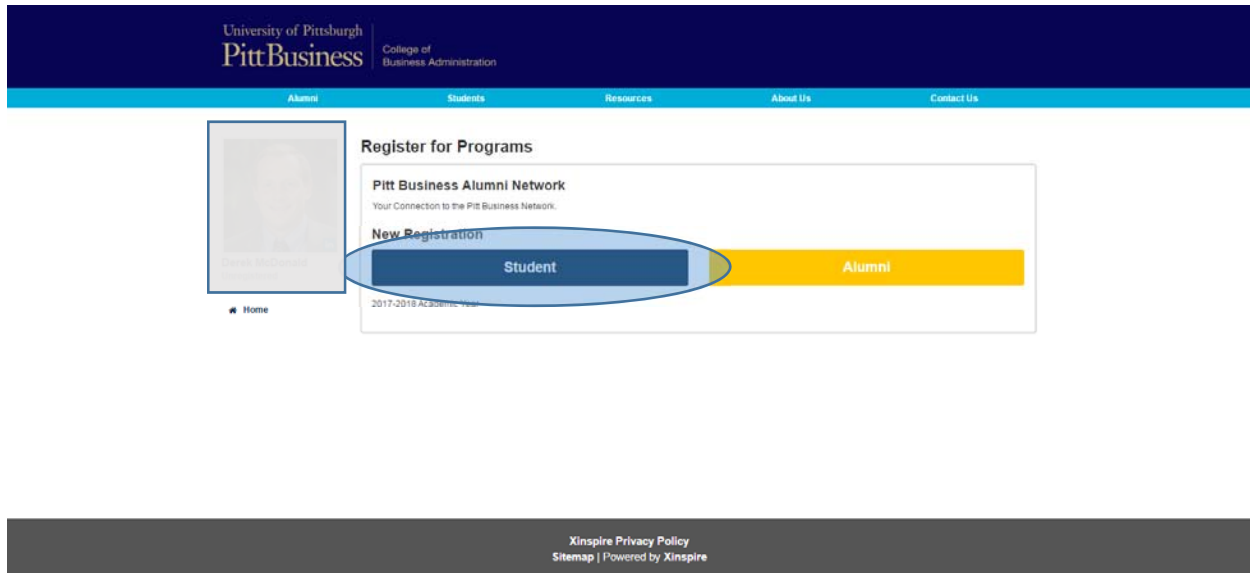 University of Pittsburgh
PittBusiness
College of
Business Administration
Alumni Students Resources About Us Contact Us
Register for Programs
Pitt Business Alumni Network
Your Connection to the Pitt Business Network.
New Registration
Student Alumni
2017-2018 Academic Year
Home
Xinspire Privacy Policy
Sitemap | Powered by Xinspire